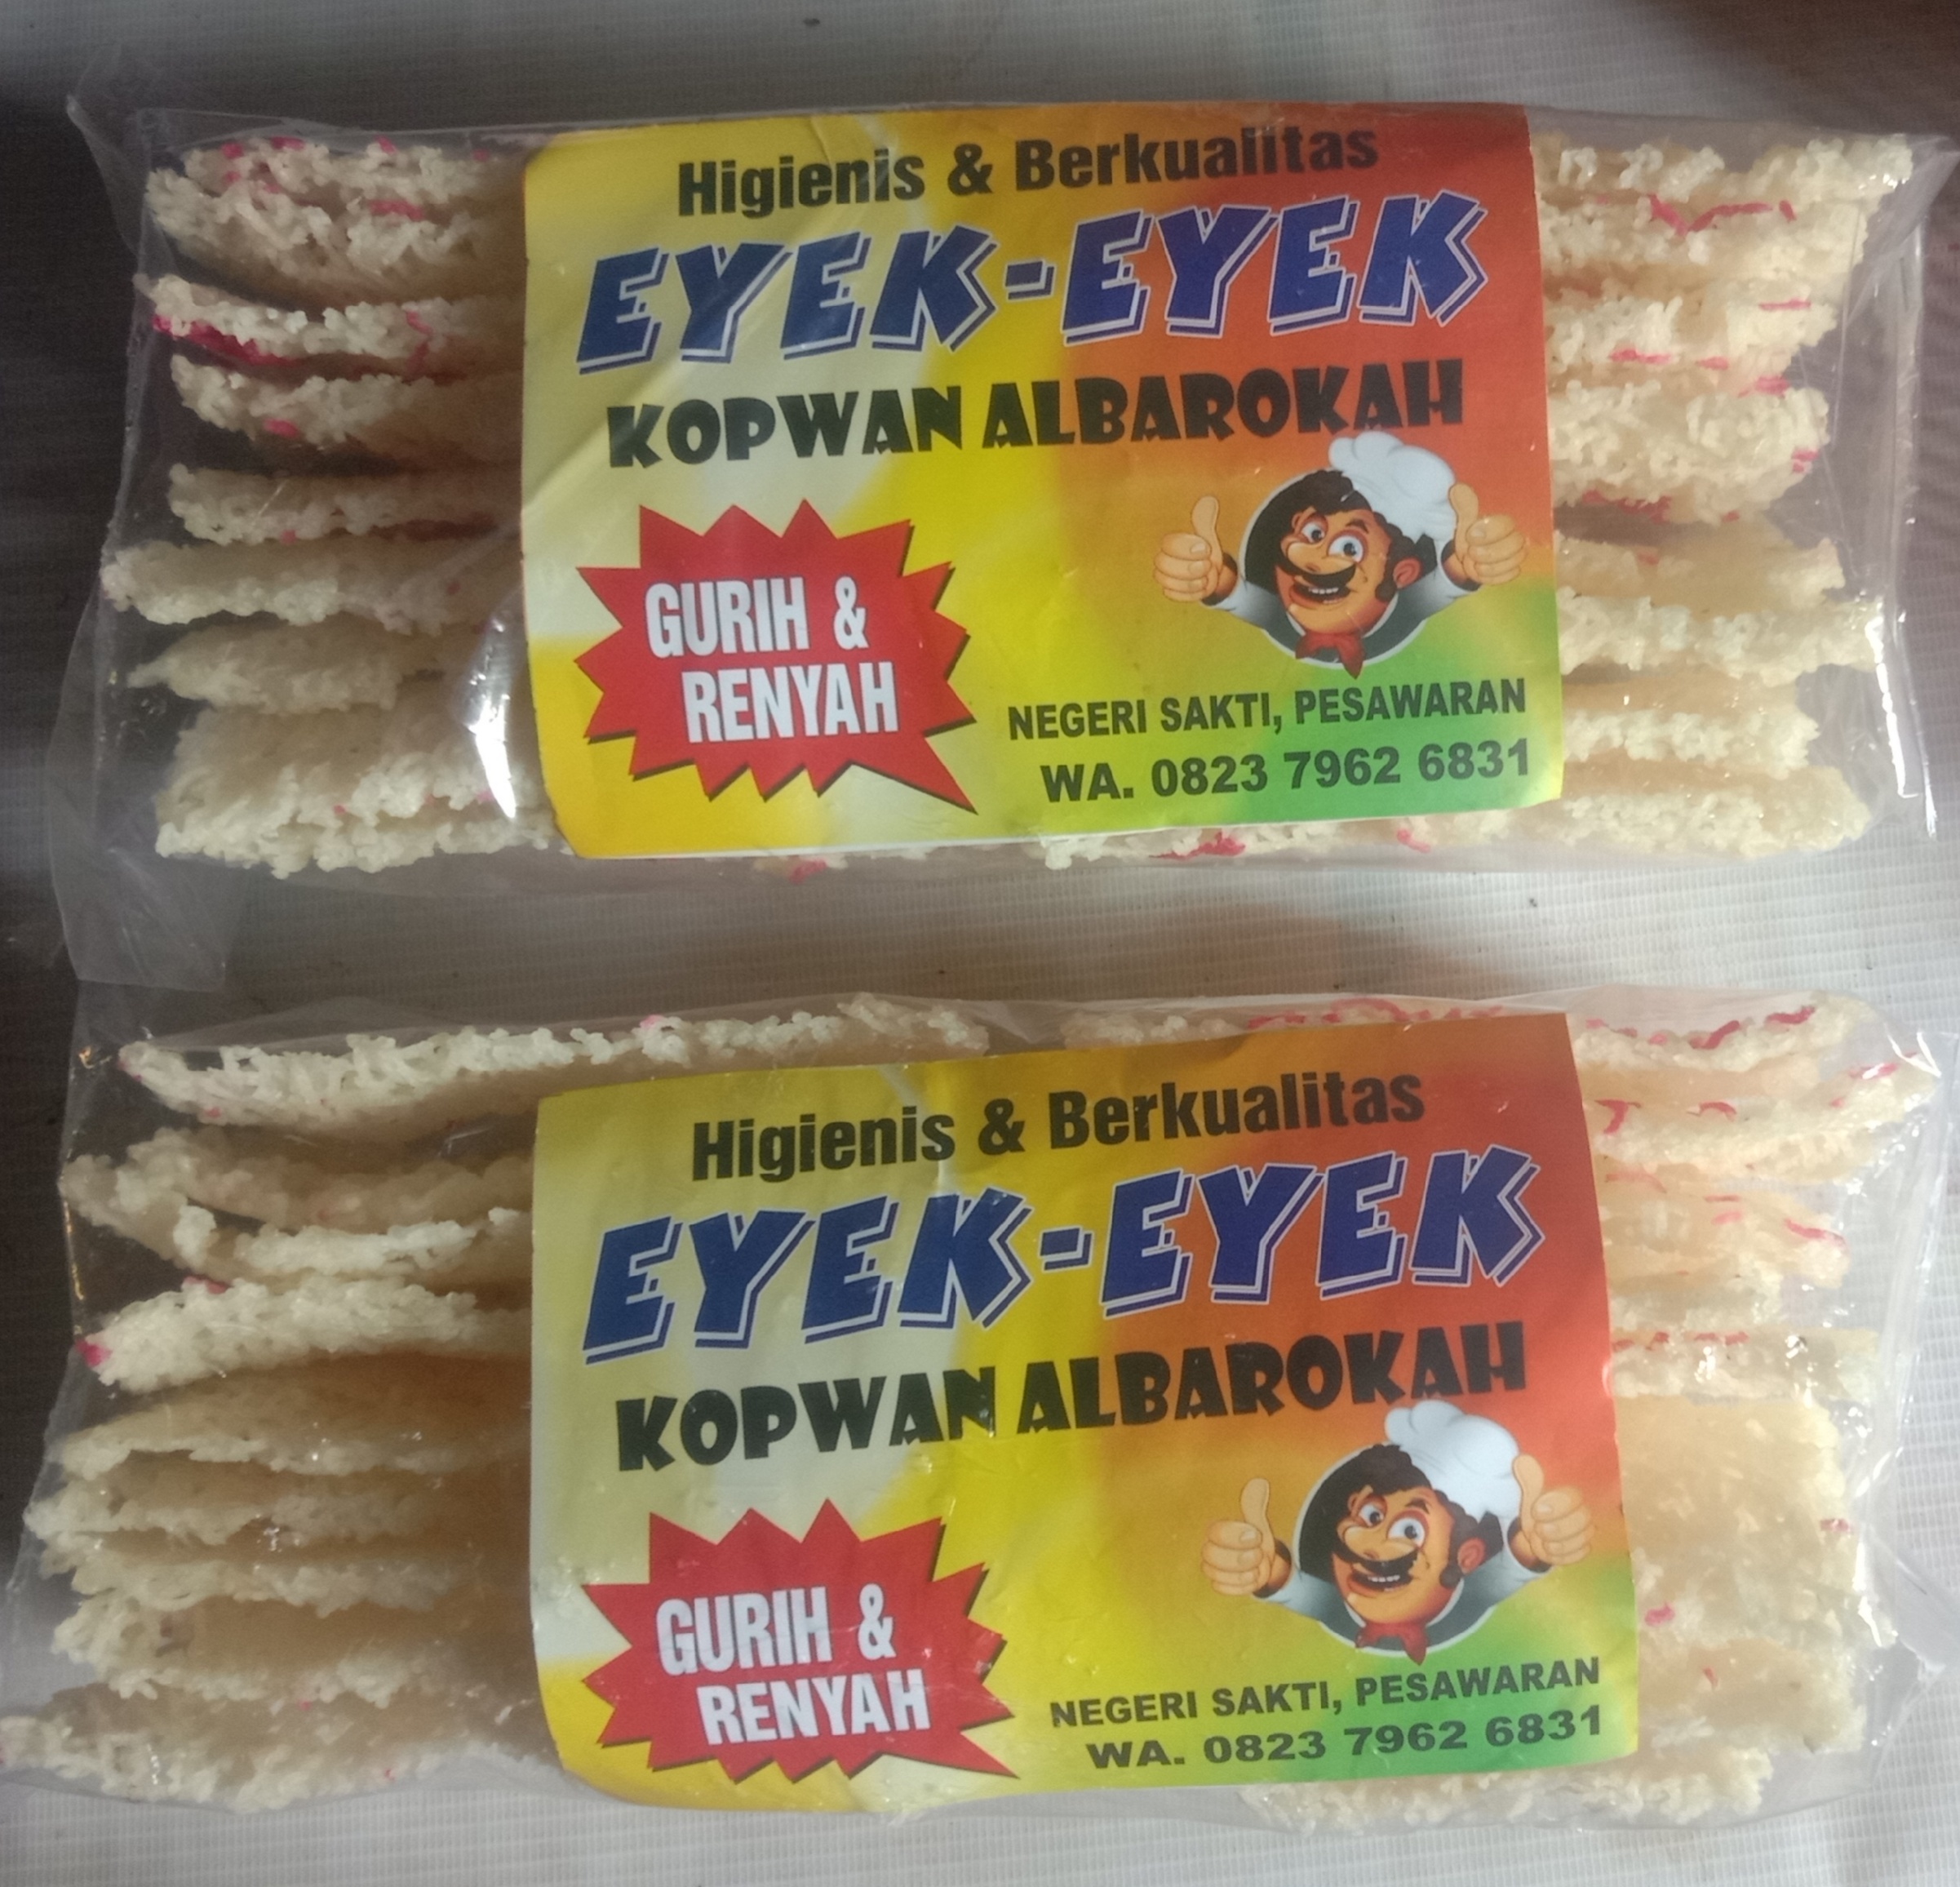 Higienis & Berkualitas
EYEK-EYEK
KOPWAN ALBAROKAH
GURIH &
RENYAH
NEGERI SAKTI, PESAWARAN
WA. 0823 7962 6831
Higienis & Berkualitas
EYEK-EYEK
KOPWAN ALBAROKAH
GURIH &
RENYAH
NEGERI SAKTI, PESAWARAN
WA. 0823 7962 6831